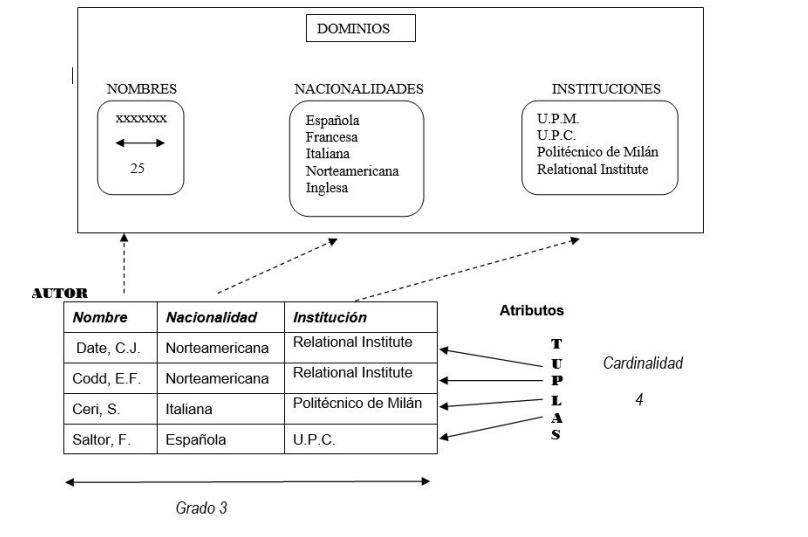 DOMINIOS
NOMBRES NACIONALIDADES INSTITUCIONES
xxxxxxx
25
Española
Francesa
Italiana
Norteamericana
Inglesa
U.P.M.
U.P.C.
Politécnico de Milán
Relational Institute
AUTOR
Nombre Nacionalidad Institución
Date, C.J. Norteamericana Relational Institute
Codd, E.F. Norteamericana Relational Institute
Ceri, S. Italiana Politécnico de Milán
Saltor, F. Española U.P.C.
Atributos
T
U
P
L
A
S
Cardinalidad
4
Grado 3